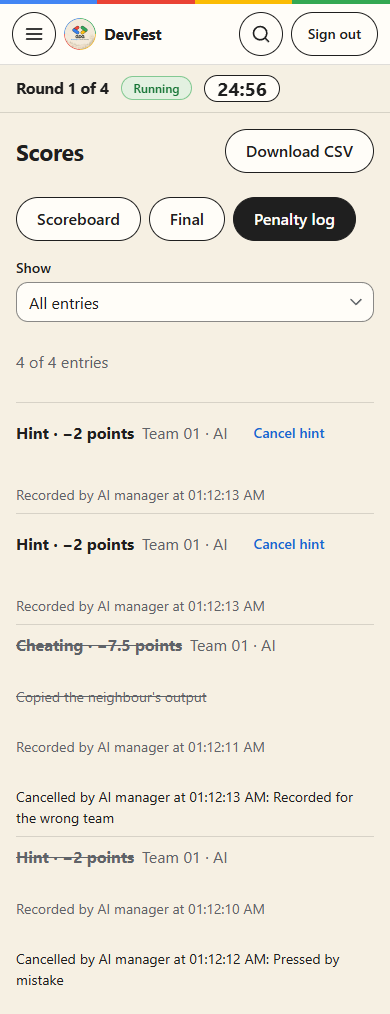 DevFest
Sign out
Round 1 of 4
Running
24:56
Scores
Download CSV
Scoreboard
Final
Penalty log
Show
All entries
4 of 4 entries
Hint · −2 points Team 01 · AI Cancel hint
Recorded by AI manager at 01:12:13 AM
Hint · −2 points Team 01 · AI Cancel hint
Recorded by AI manager at 01:12:13 AM
Cheating · −7.5 points Team 01 · AI
Copied the neighbour's output
Recorded by AI manager at 01:12:11 AM
Cancelled by AI manager at 01:12:13 AM: Recorded for
the wrong team
Hint · −2 points Team 01 · AI
Recorded by AI manager at 01:12:10 AM
Cancelled by AI manager at 01:12:12 AM: Pressed by
mistake